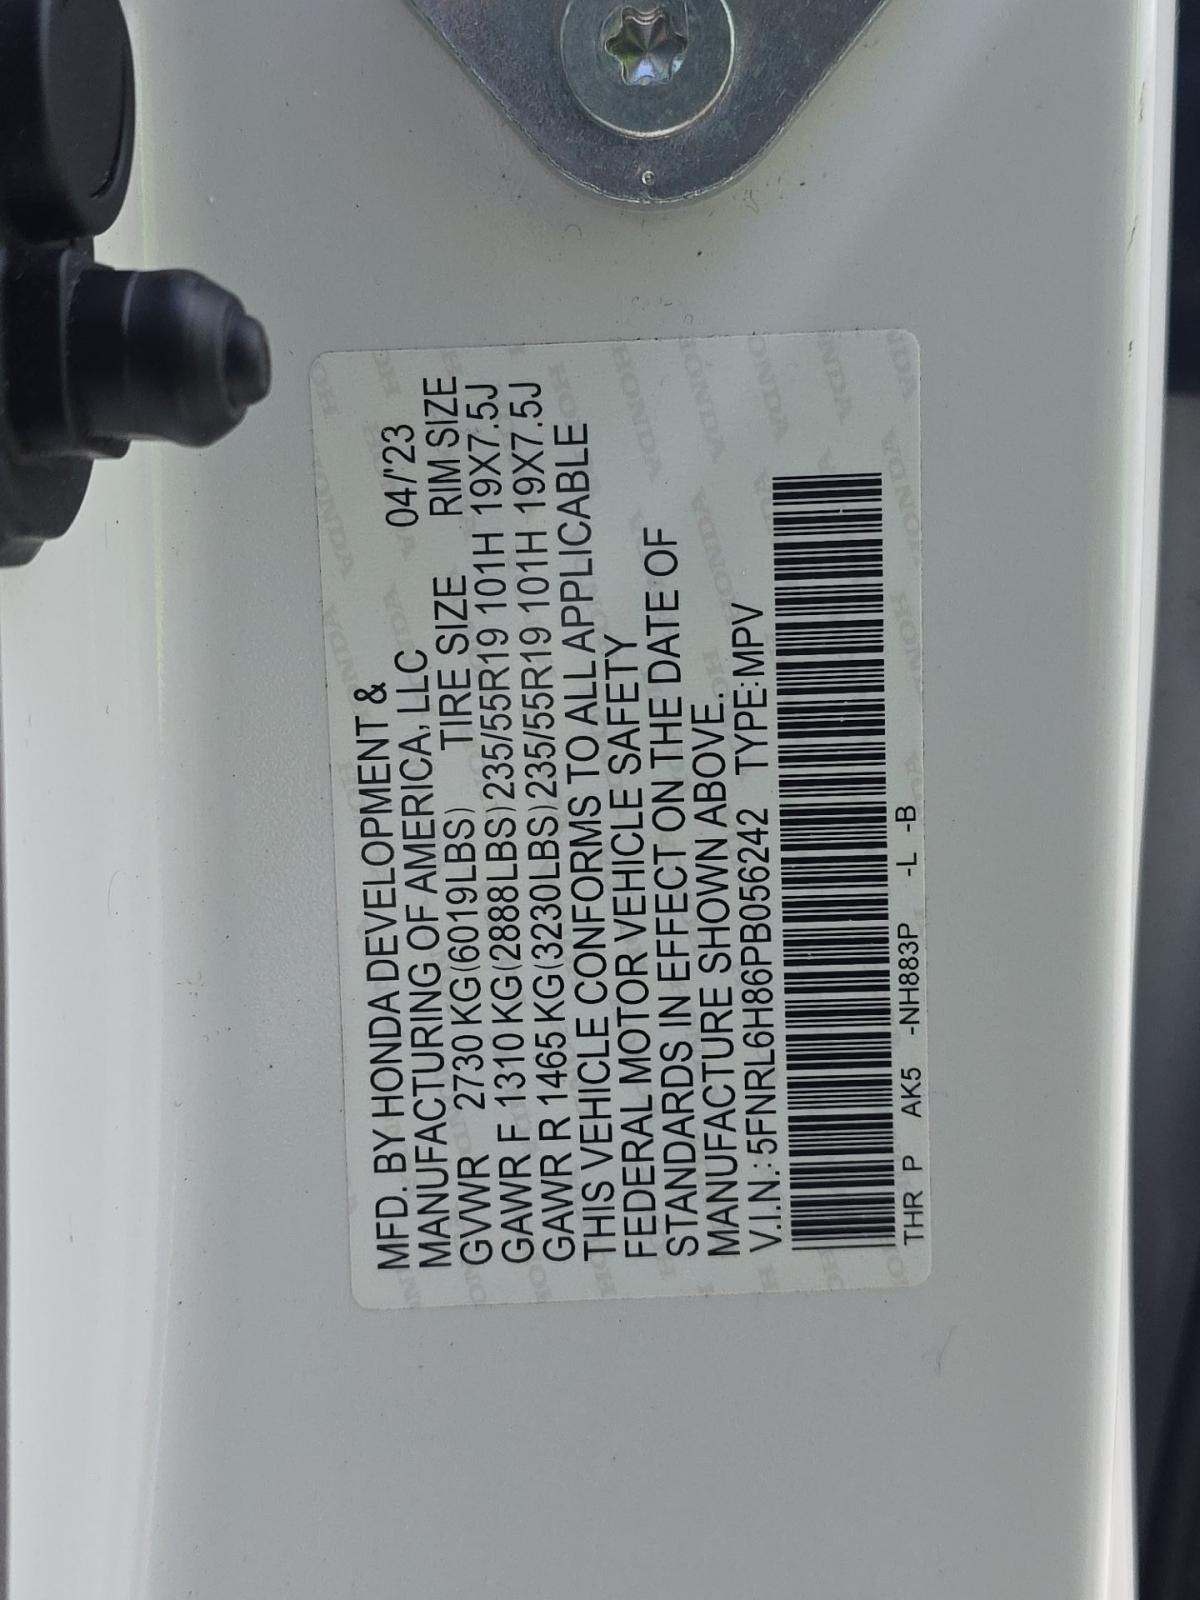 MFD. BY HONDA DEVELOPMENT &
MANUFACTURING OF AMERICA, LLC 04/'23
GVWR 2730 KG(6019LBS) TIRE SIZE RIM SIZE
GAWR F 1310 KG(2888LBS)235/55R19 101H 19X7.5J
GAWR R 1465 KG(3230LBS)235/55R19 101H 19X7.5J
THIS VEHICLE CONFORMS TO ALL APPLICABLE
FEDERAL MOTOR VEHICLE SAFETY
STANDARDS IN EFFECT ON THE DATE OF
MANUFACTURE SHOWN ABOVE.
V.I.N.: 5FNRL6H86PB056242 TYPE:MPV
THR P AK5 -NH883P -L -B